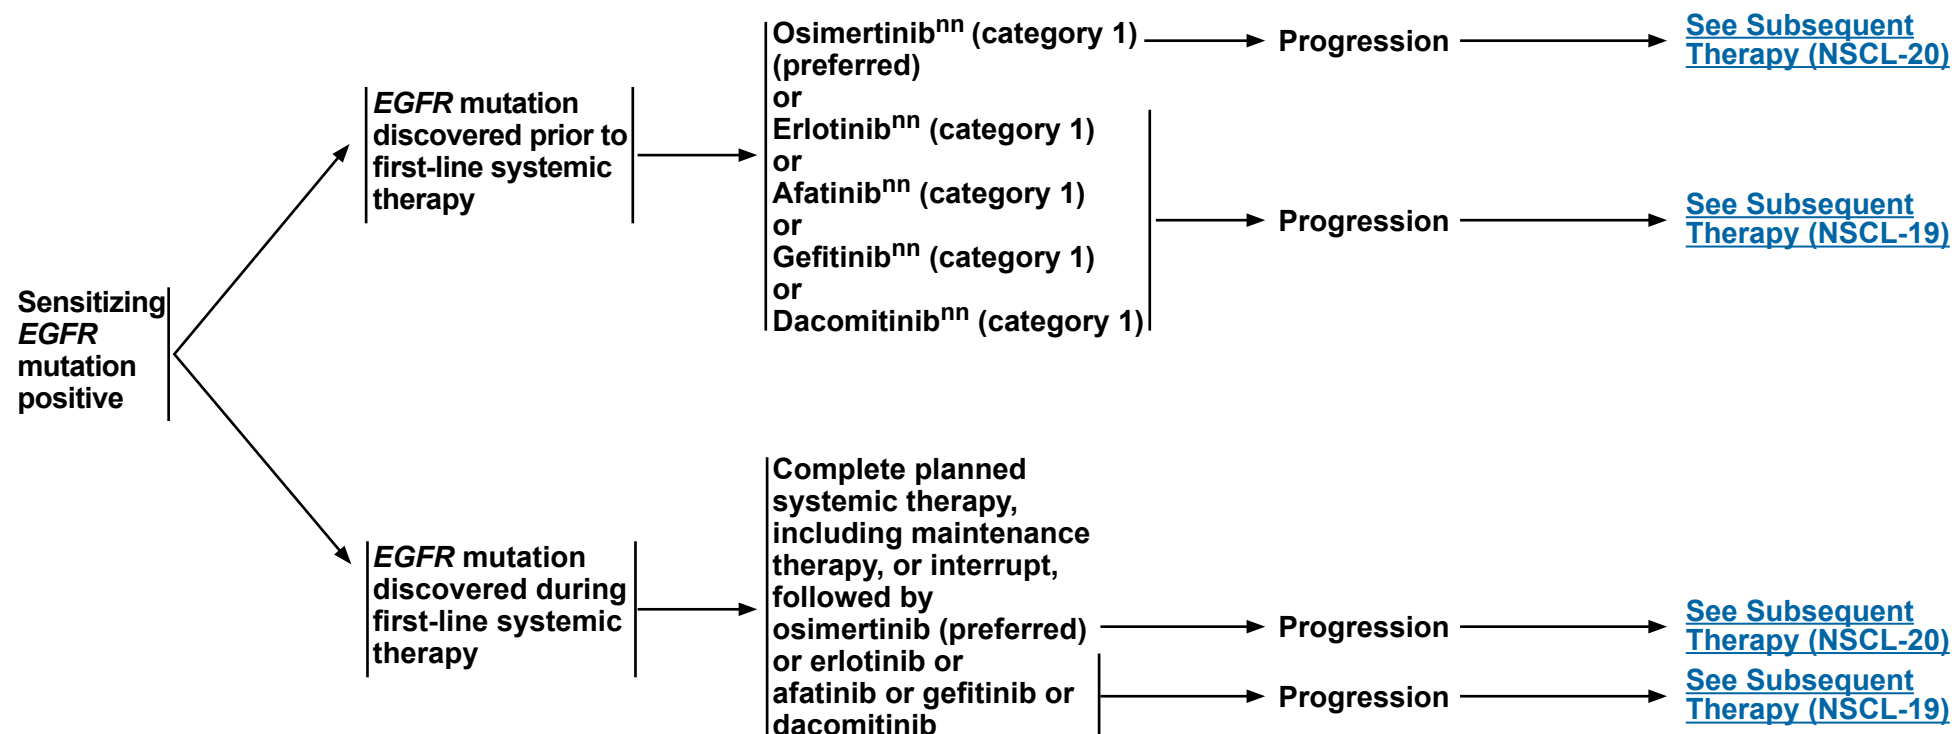 Sensitizing
EGFR
mutation
positive
EGFR mutation
discovered prior to
first-line systemic
therapy
Osimertinibnn (category 1)
(preferred)
or
Erlotinibnn (category 1)
or
Afatinibnn (category 1)
or
Gefitinibnn (category 1)
or
Dacomitinibnn (category 1)
Progression
See Subsequent
Therapy (NSCL-20)
Progression
See Subsequent
Therapy (NSCL-19)
EGFR mutation
discovered during
first-line systemic
therapy
Complete planned
systemic therapy,
including maintenance
therapy, or interrupt,
followed by
osimertinib (preferred)
or erlotinib or
afatinib or gefitinib or
dacomitinib
Progression
See Subsequent
Therapy (NSCL-20)
Progression
See Subsequent
Therapy (NSCL-19)